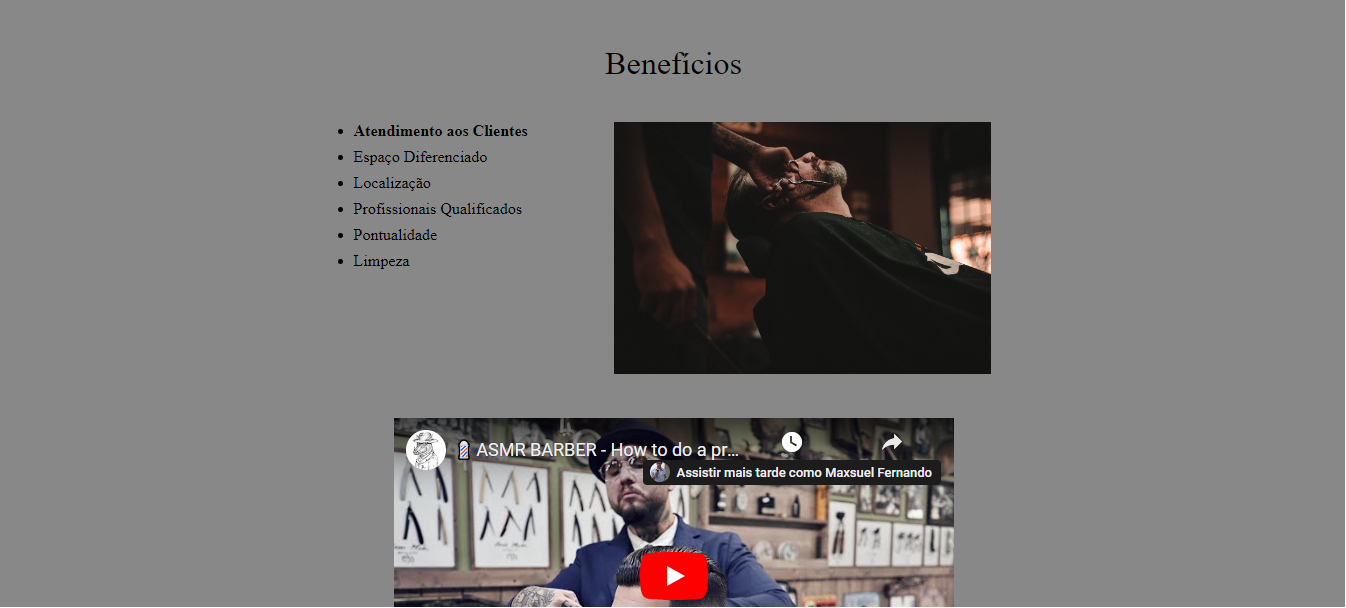 Benefícios
Atendimento aos Clientes
Espaço Diferenciado
Localização
Profissionais Qualificados
Pontualidade
Limpeza
💈 ASMR BARBER - How to do a pr...
Assistir mais tarde como Maxsuel Fernando